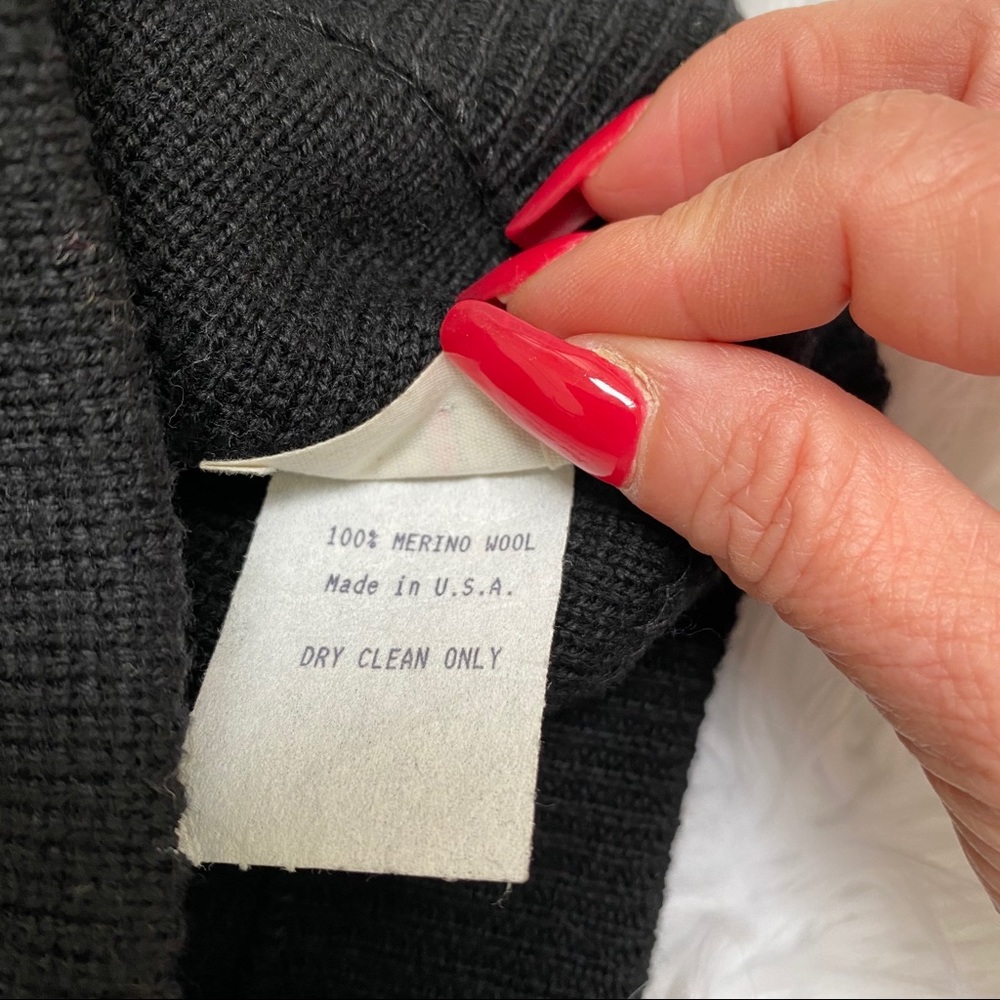 100% MERINO WOOL
Made in U.S.A.
DRY CLEAN ONLY